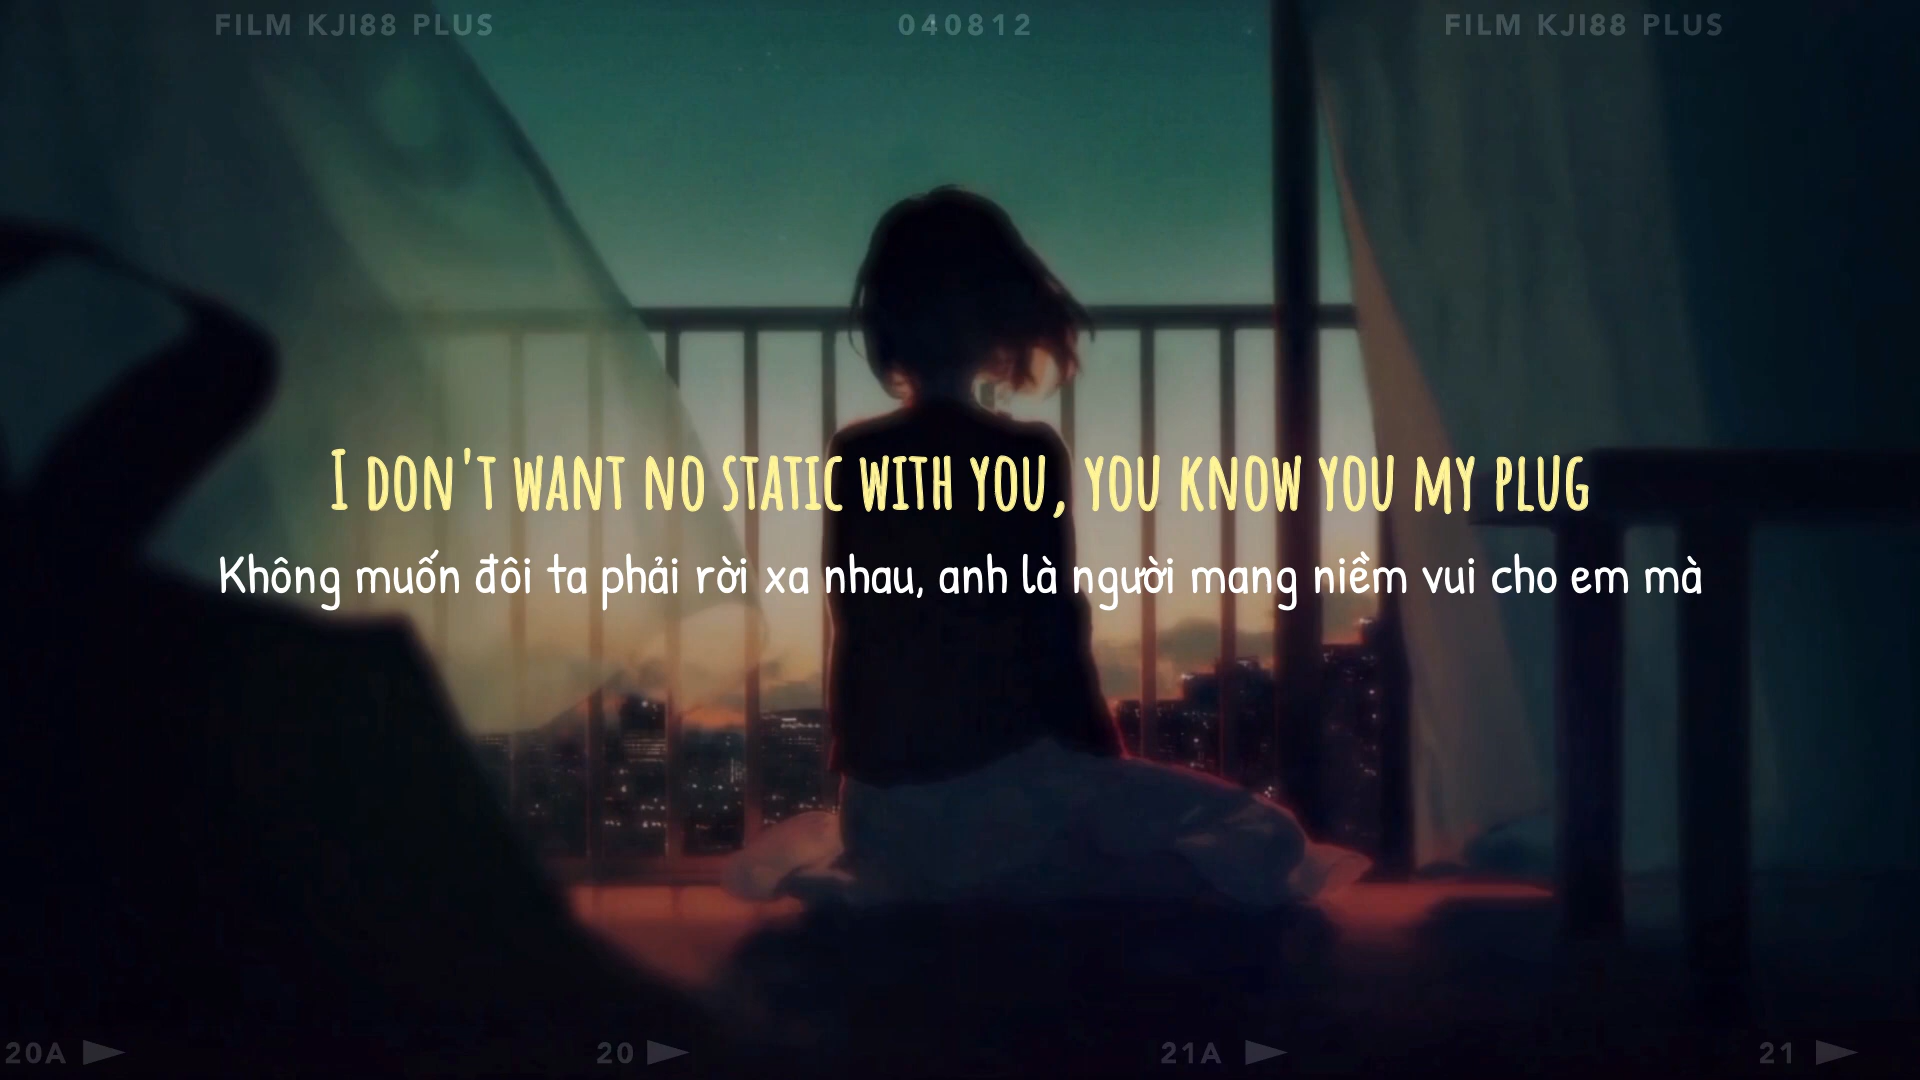 FILM KJI88 PLUS 040812 FILM KJI88 PLUS
I DON'T WANT NO STATIC WITH YOU, YOU KNOW YOU MY PLUG
Không muốn đôi ta phải rời xa nhau, anh là người mang niềm vui cho em mà
20A 20 21A 21